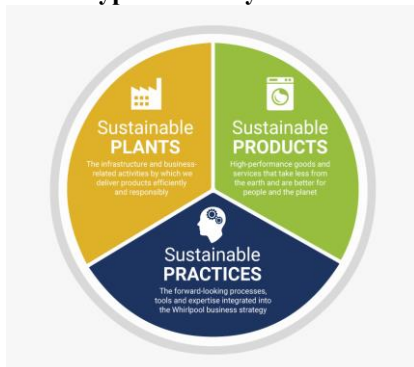 Sustainable
PLANTS
The infrastructure and business-
related activities by which we
deliver products efficiently
and responsibly
Sustainable
PRODUCTS
High-performance goods and
services that take less from
the earth and are better for
people and the planet
Sustainable
PRACTICES
The forward-looking processes,
tools and expertise integrated into
the Whirlpool business strategy